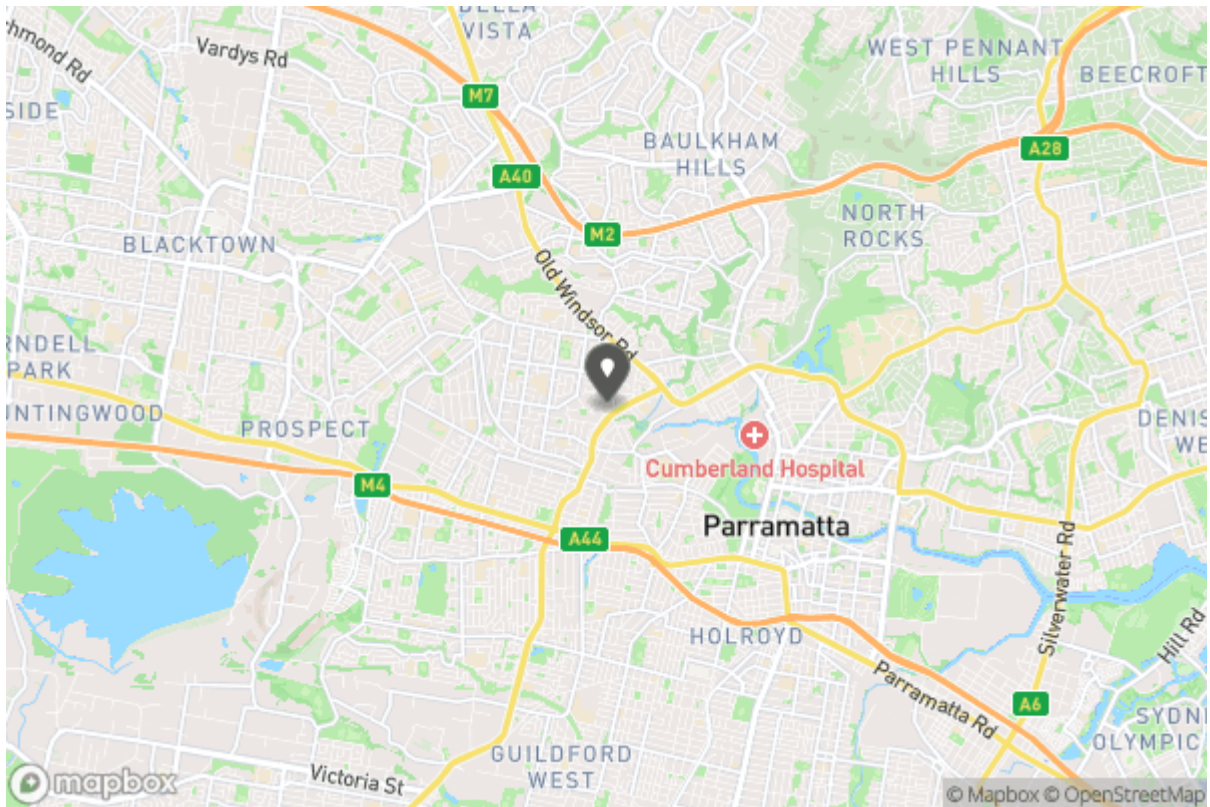 BELLA
VISTA
WEST PENNANT
HILLS
BEECROFT
chmond Rd
Vardys Rd
SIDE
M7
BAULKHAM
HILLS
A28
A40
NORTH
ROCKS
M2
BLACKTOWN
Old Windsor Rd
RNDELL
PARK
UNTINGWOOD
PROSPECT
DENIS
WE
Cumberland Hospital
M4
Parramatta
A44
Silverwater Rd
HOLROYD
Hill Rd
Parramatta Rd
A6
SYDN
OLYMPIC
GUILDFORD
WEST
Victoria St
mapbox
© Mapbox © OpenStreetMap